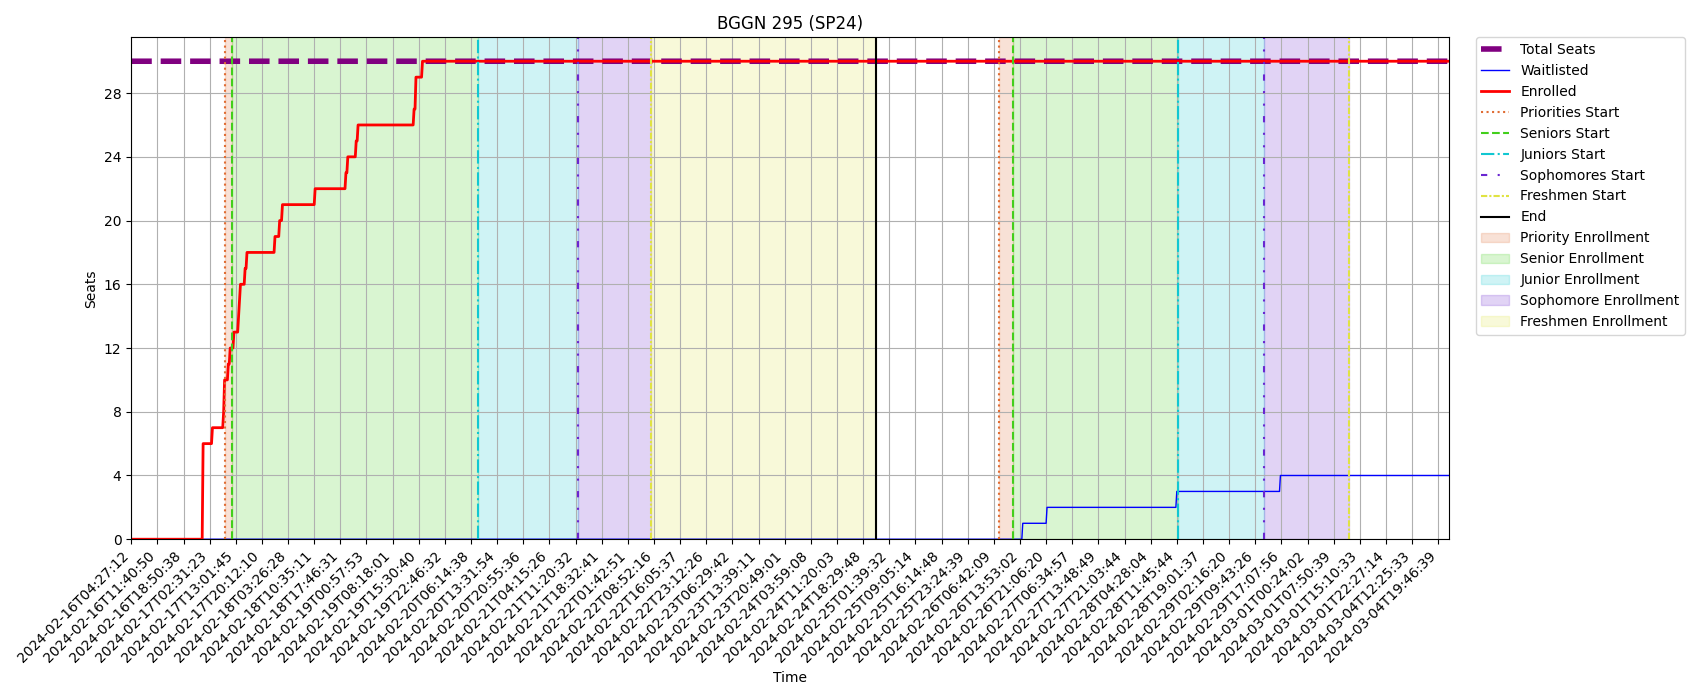 BGGN 295 (SP24)
Seats
28
24
20
16
12
8
4
0
2024-02-16T04:27:12
2024-02-16T11:40:50
2024-02-16T18:50:38
2024-02-17T02:31:23
2024-02-17T13:01:45
2024-02-17T20:12:10
2024-02-18T03:26:28
2024-02-18T10:35:11
2024-02-18T17:46:31
2024-02-19T00:57:53
2024-02-19T08:18:01
2024-02-19T15:30:40
2024-02-19T22:46:32
2024-02-20T06:14:38
2024-02-20T13:31:54
2024-02-20T20:55:36
2024-02-21T04:15:26
2024-02-21T11:20:32
2024-02-21T18:32:41
2024-02-22T01:42:51
2024-02-22T08:52:16
2024-02-22T16:05:37
2024-02-22T23:12:26
2024-02-23T06:29:42
2024-02-23T13:39:11
2024-02-23T20:49:01
2024-02-24T03:59:08
2024-02-24T11:20:03
2024-02-24T18:29:48
2024-02-25T01:39:32
2024-02-25T09:05:14
2024-02-25T16:14:48
2024-02-25T23:24:39
2024-02-26T06:42:09
2024-02-26T13:53:02
2024-02-26T21:06:20
2024-02-27T06:34:57
2024-02-27T13:48:49
2024-02-27T21:03:44
2024-02-28T04:28:04
2024-02-28T11:45:44
2024-02-28T19:01:37
2024-02-29T02:16:20
2024-02-29T09:43:26
2024-02-29T17:07:56
2024-03-01T00:24:02
2024-03-01T07:50:39
2024-03-01T15:10:33
2024-03-01T22:27:14
2024-03-04T12:25:33
2024-03-04T19:46:39
Time
Total Seats
Waitlisted
Enrolled
Priorities Start
Seniors Start
Juniors Start
Sophomores Start
Freshmen Start
End
Priority Enrollment
Senior Enrollment
Junior Enrollment
Sophomore Enrollment
Freshmen Enrollment